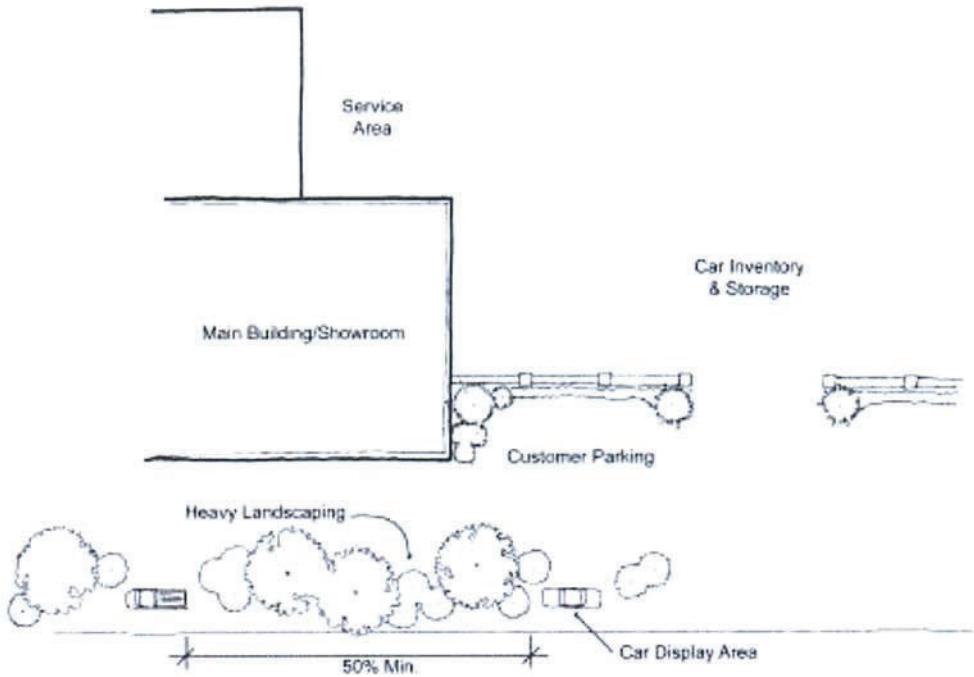 Service
Area
Car Inventory
& Storage
Main Building/Showroom
Customer Parking
Heavy Landscaping
Car Display Area
50% Min.